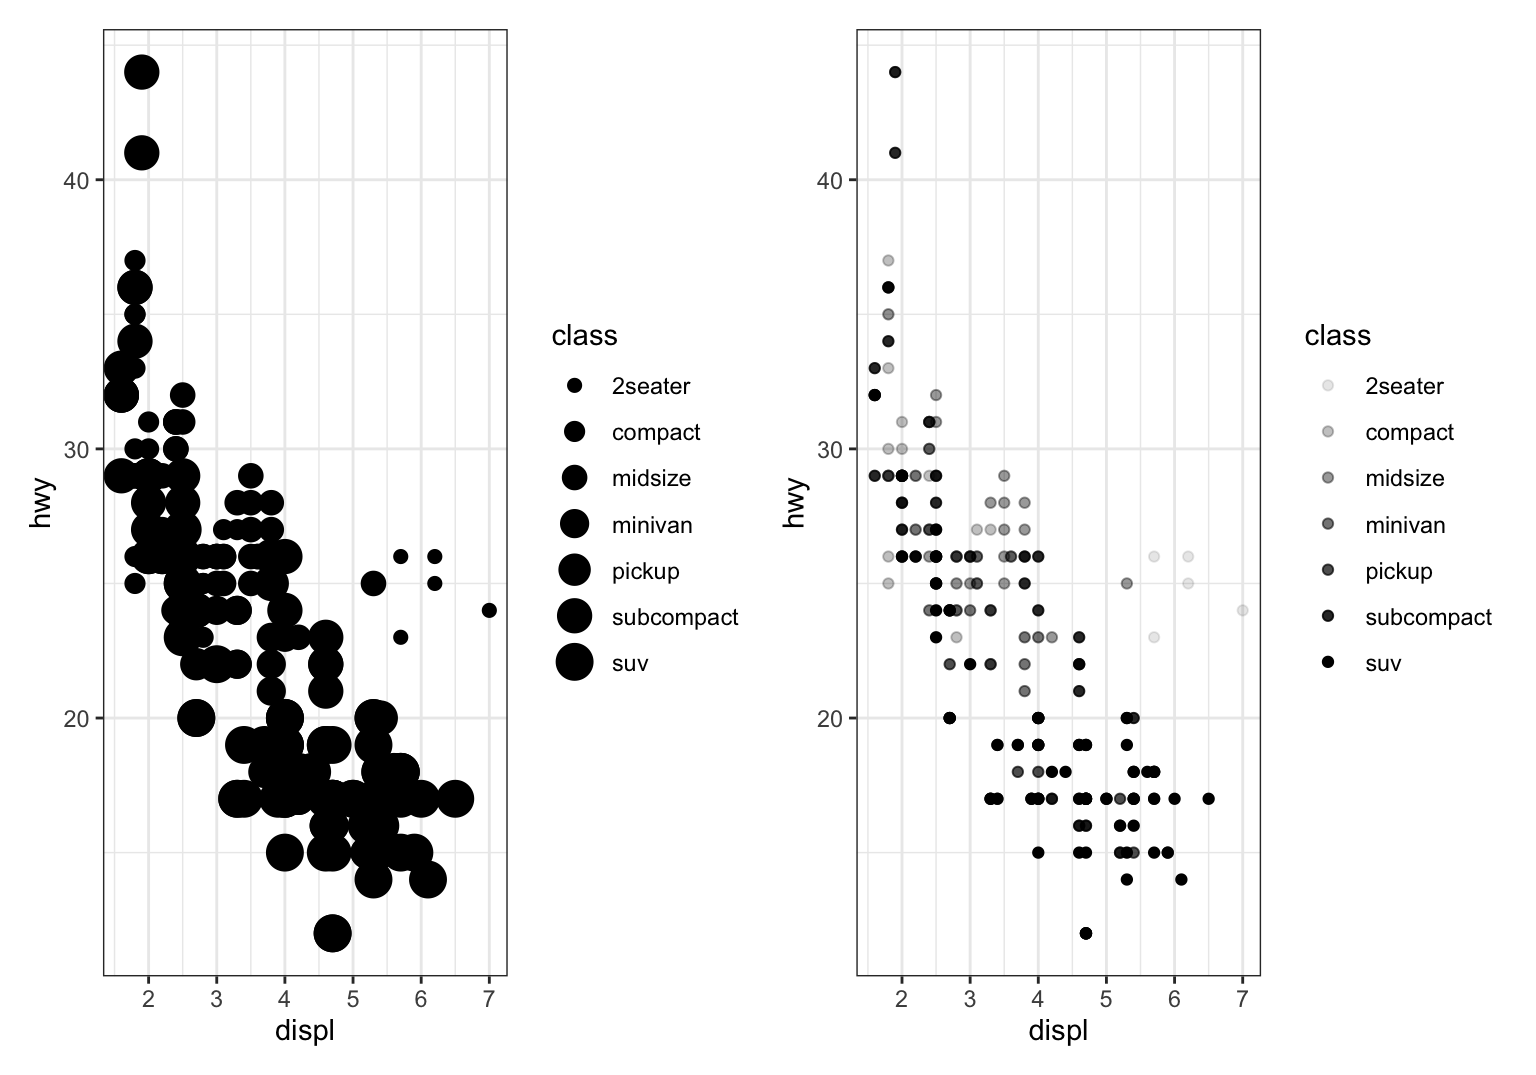 hwy
40
30
20
2 3 4 5 6 7
displ
class
2seater
compact
midsize
minivan
pickup
subcompact
suv
hwy
40
30
20
2 3 4 5 6 7
displ
class
2seater
compact
midsize
minivan
pickup
subcompact
suv